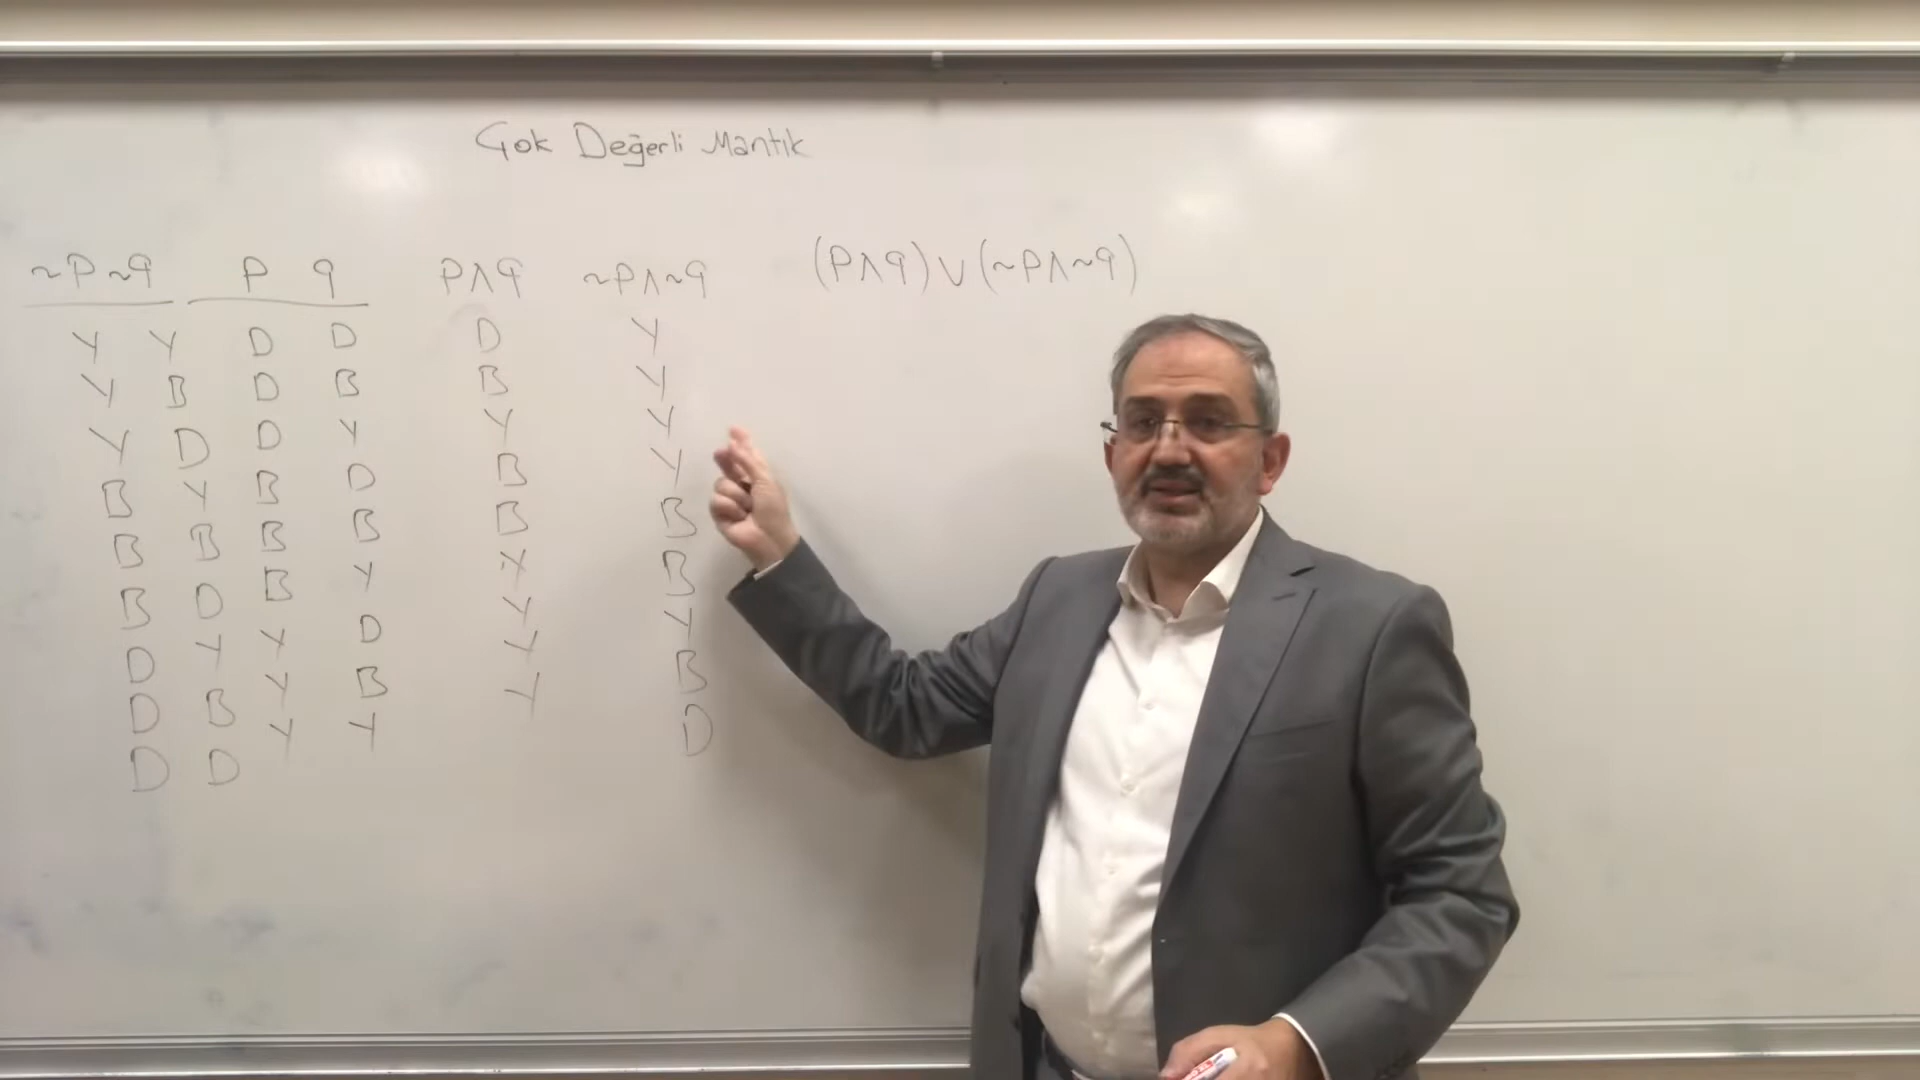 Çok Değerli Mantık
~P ~q P q P∧q ~P∧~q (P∧q)∨(~P∧~q)
Y Y D D D Y
Y B D B B Y
Y D D Y Y Y
B Y B D B Y
B B B B B B
B D B Y Y B
D Y Y D Y Y
D B Y B Y B
D D Y Y Y D